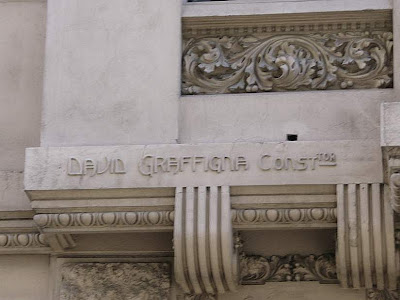 DAVID GRAFFIGNA CONSTTOR